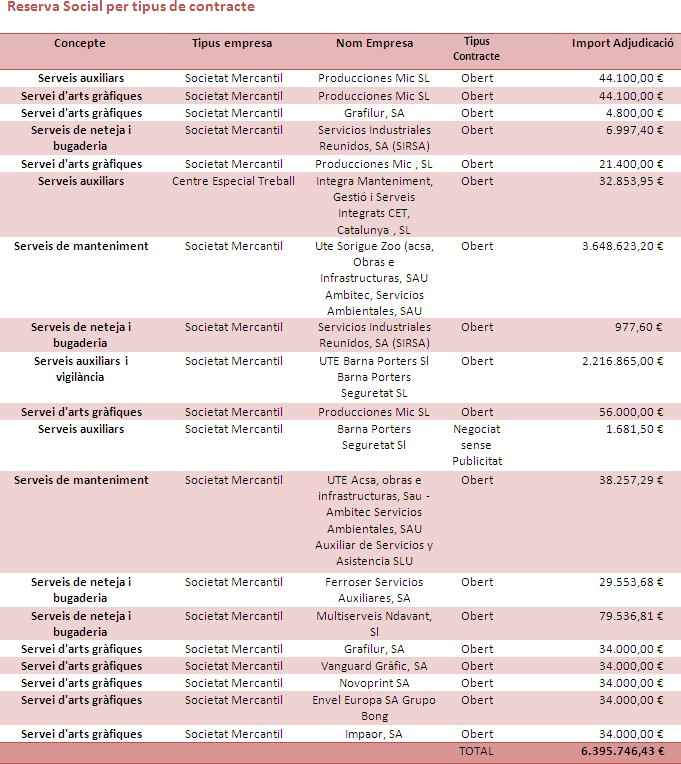 Reserva Social per tipus de contracte
Concepte Tipus empresa Nom Empresa Tipus Contracte Import Adjudicació
Serveis auxiliars Societat Mercantil Producciones Mic SL Obert 44.100,00 €
Servei d'arts gràfiques Societat Mercantil Producciones Mic SL Obert 44.100,00 €
Servei d'arts gràfiques Societat Mercantil Grafilur, SA Obert 4.800,00 €
Serveis de neteja i Societat Mercantil Servicios Industriales Obert 6.997,40 €
bugaderia Reunidos, SA (SIRSA)
Servei d'arts gràfiques Societat Mercantil Producciones Mic , SL Obert 21.400,00 €
Serveis auxiliars Centre Especial Treball Integra Manteniment, Obert 32.853,95 €
Gestió i Serveis
Integrats CET,
Catalunya , SL
Serveis de manteniment Societat Mercantil Ute Sorigue Zoo (acsa, Obert 3.648.623,20 €
Obras e
Infrastructuras, SAU
Ambitec, Servicios
Ambientales, SAU
Serveis de neteja i Societat Mercantil Servicios Industriales Obert 977,60 €
bugaderia Reunidos, SA (SIRSA)
Serveis auxiliars i Societat Mercantil UTE Barna Porters Sl Obert 2.216.865,00 €
vigilància Barna Porters
Seguretat SL
Servei d'arts gràfiques Societat Mercantil Producciones Mic SL Obert 56.000,00 €
Serveis auxiliars Societat Mercantil Barna Porters Negociat 1.681,50 €
Seguretat Sl sense
Publicitat
Serveis de manteniment Societat Mercantil UTE Acsa, obras e Obert 38.257,29 €
infrastructuras, Sau -
Ambitec Servicios
Ambientales, SAU
Auxiliar de Servicios y
Asistencia SLU
Serveis de neteja i Societat Mercantil Ferroser Servicios Obert 29.553,68 €
bugaderia Auxiliares, SA
Serveis de neteja i Societat Mercantil Multiserveis Ndavant, Obert 79.536,81 €
bugaderia Sl
Servei d'arts gràfiques Societat Mercantil Grafilur, SA Obert 34.000,00 €
Servei d'arts gràfiques Societat Mercantil Vanguard Gràfic, SA Obert 34.000,00 €
Servei d'arts gràfiques Societat Mercantil Novoprint SA Obert 34.000,00 €
Servei d'arts gràfiques Societat Mercantil Envel Europa SA Grupo Obert 34.000,00 €
Bong
Servei d'arts gràfiques Societat Mercantil Impaor, SA Obert 34.000,00 €
TOTAL 6.395.746,43 €